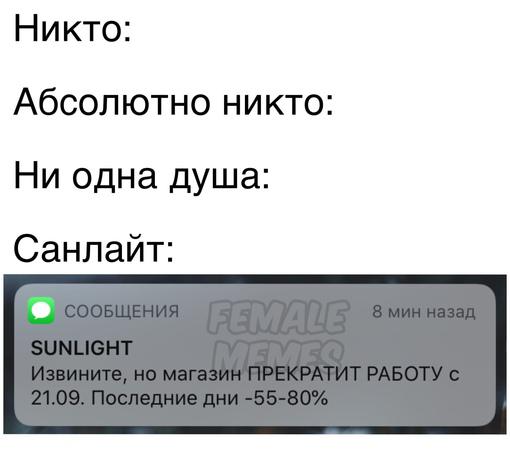 Никто:
Абсолютно никто:
Ни одна душа:
Санлайт:
СООБЩЕНИЯ 8 мин назад
FEMALE
MEMES
SUNLIGHT
Извините, но магазин ПРЕКРАТИТ РАБОТУ с
21.09. Последние дни -55-80%